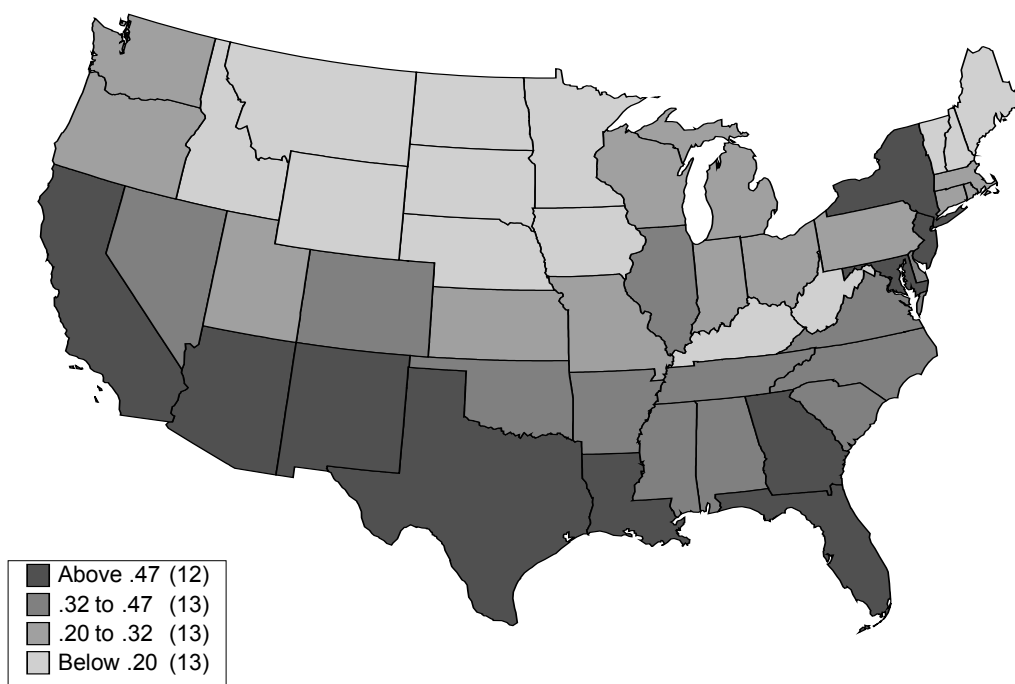 Above .47 (12)
.32 to .47 (13)
.20 to .32 (13)
Below .20 (13)